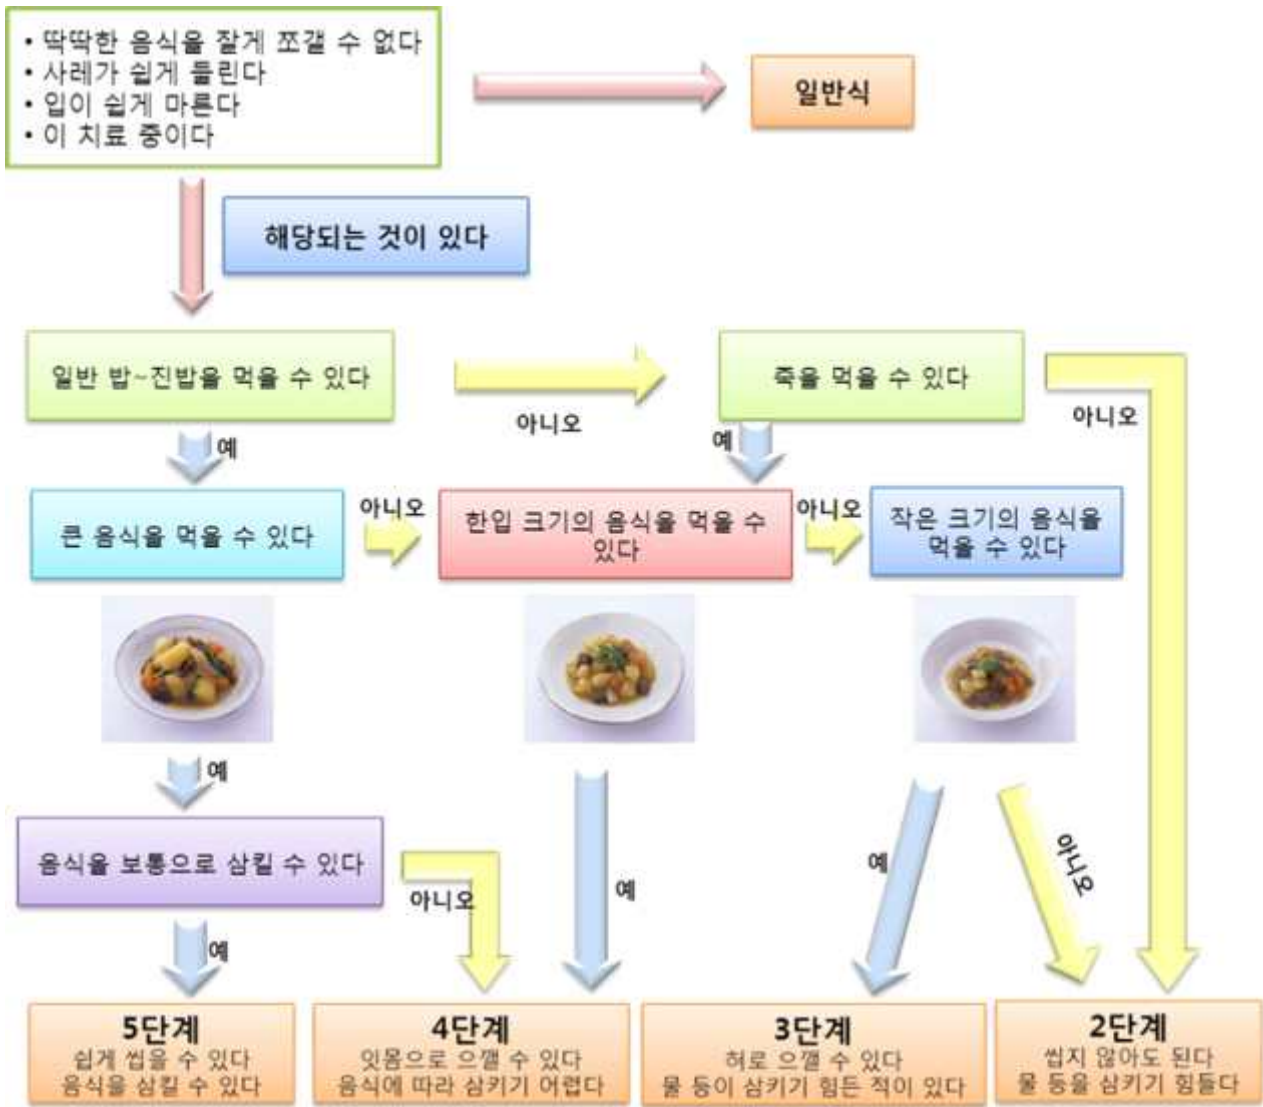 • 딱딱한 음식을 잘게 쪼갤 수 없다
• 사레가 쉽게 들린다
• 입이 쉽게 마른다
• 이 치료 중이다
일반식
해당되는 것이 있다
일반 밥~진밥을 먹을 수 있다
아니오
죽을 먹을 수 있다
아니오
예
예
큰 음식을 먹을 수 있다
아니오
한입 크기의 음식을 먹을 수
있다
아니오
작은 크기의 음식을
먹을 수 있다
예
음식을 보통으로 삼킬 수 있다
아니오
예
예
예
아니오
5단계
쉽게 씹을 수 있다
음식을 삼킬 수 있다
4단계
잇몸으로 으깰 수 있다
음식에 따라 삼키기 어렵다
3단계
혀로 으깰 수 있다
물 등이 삼키기 힘든 적이 있다
2단계
씹지 않아도 된다
물 등을 삼키기 힘들다